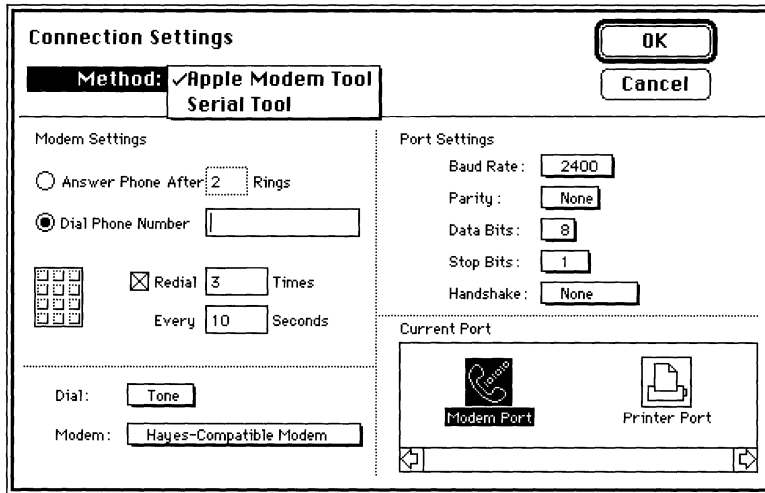 Connection Settings
OK
Method: ✓Apple Modem Tool
Serial Tool
Cancel
Modem Settings
Answer Phone After 2 Rings
Dial Phone Number
Redial 3 Times
Every 10 Seconds
Dial: Tone
Modem: Hayes-Compatible Modem
Port Settings
Baud Rate: 2400
Parity: None
Data Bits: 8
Stop Bits: 1
Handshake: None
Current Port
Modem Port
Printer Port